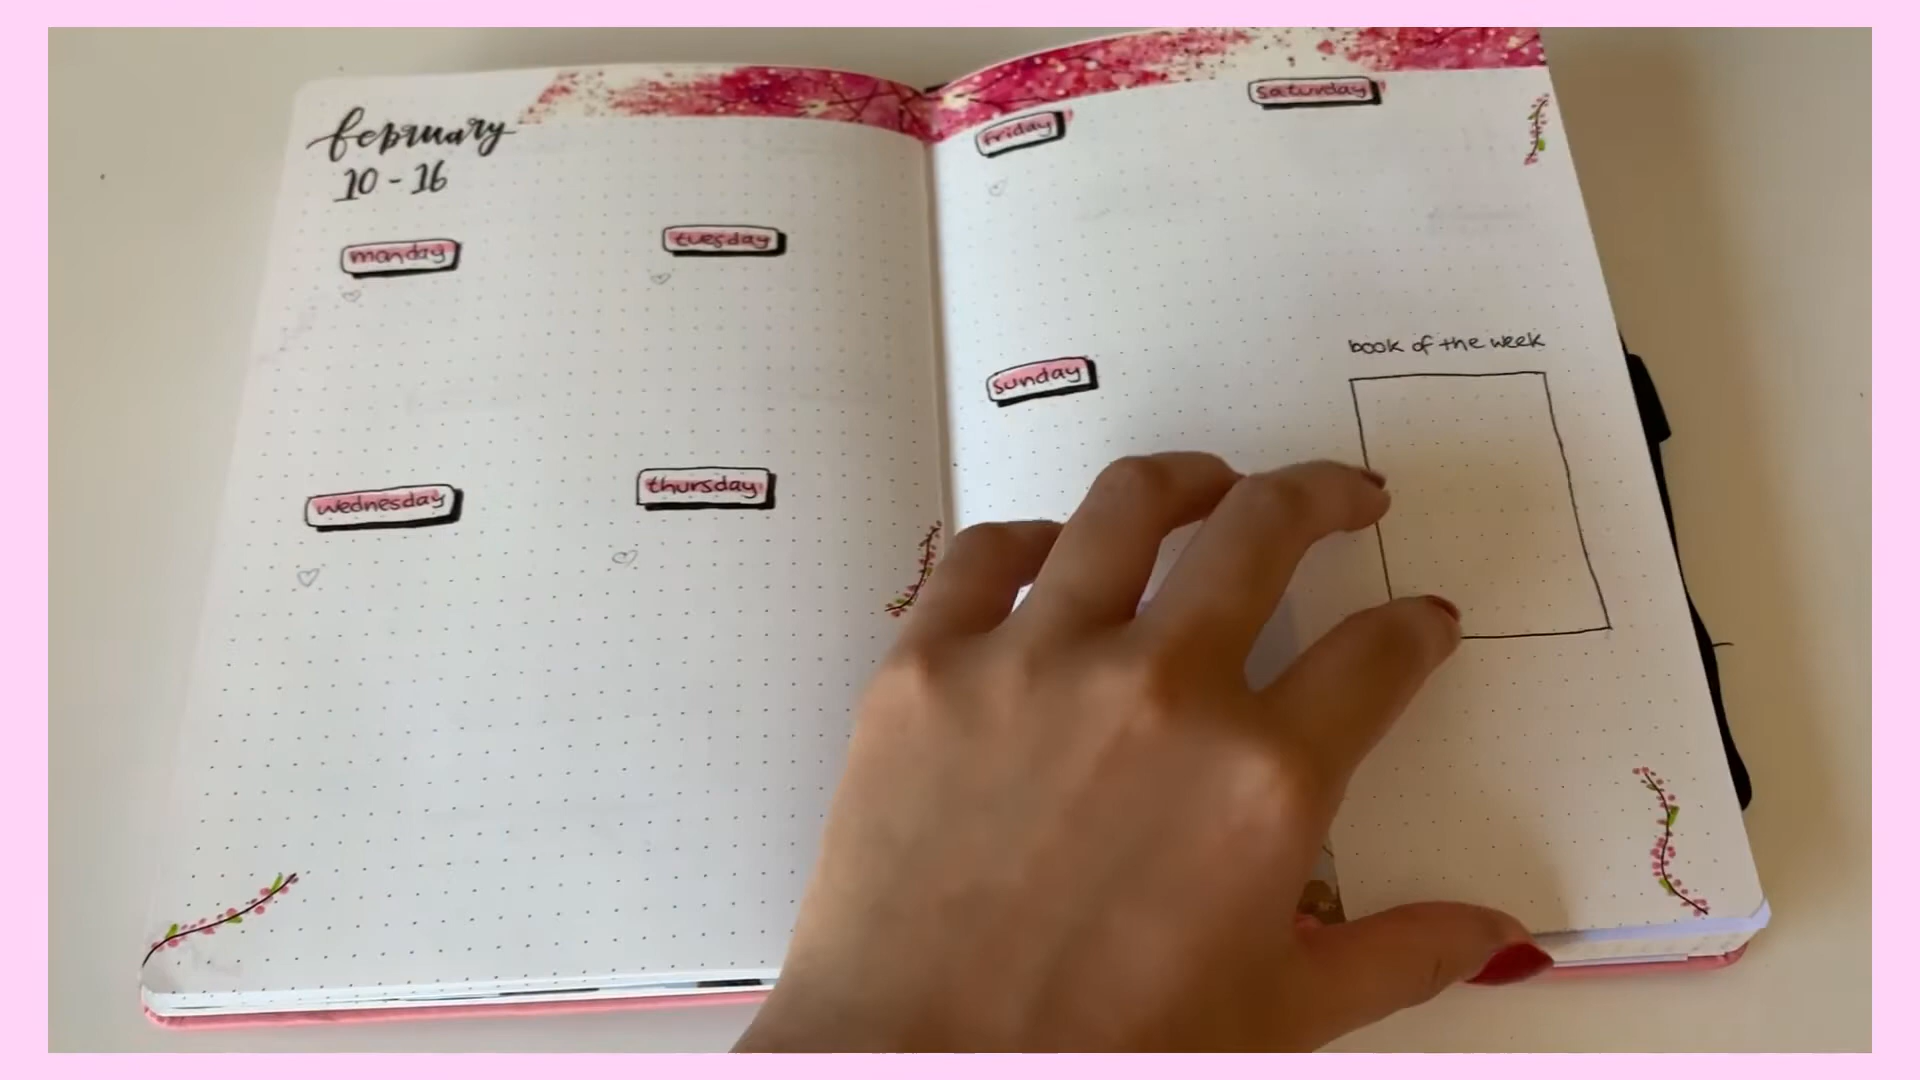 february
10 - 16
monday
tuesday
wednesday
thursday
friday
saturday
sunday
book of the week